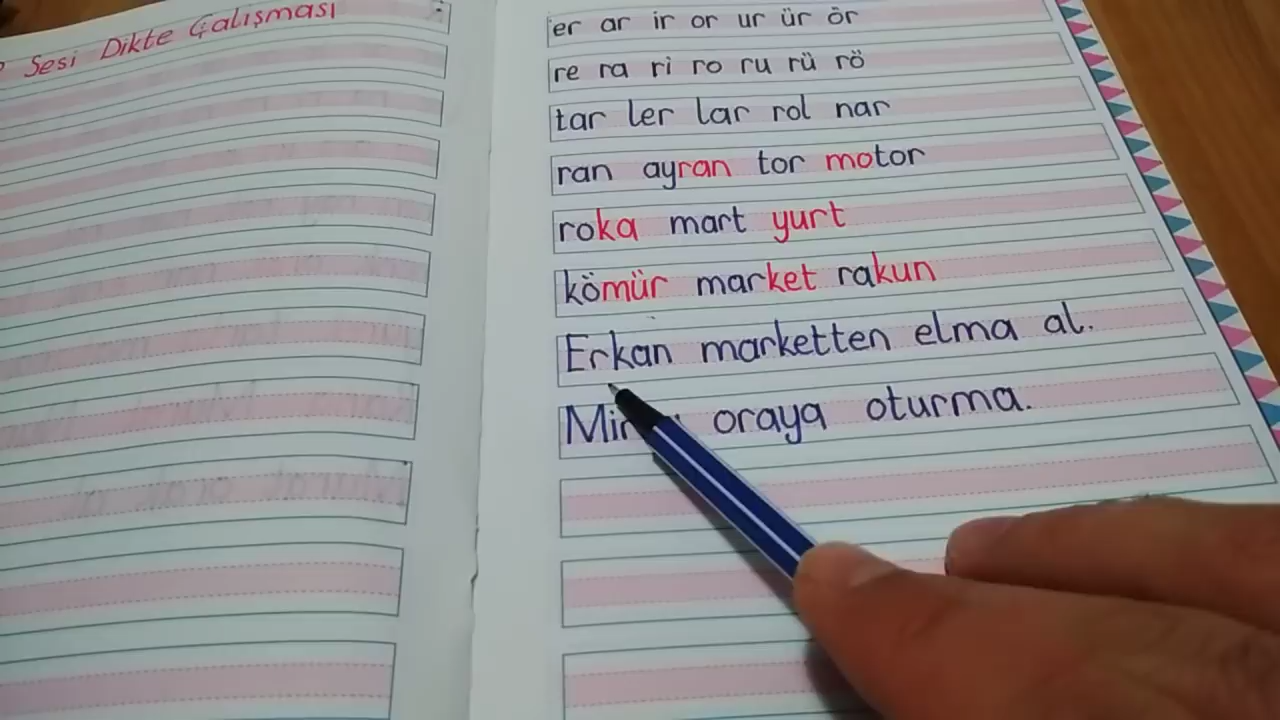 Sesi Dikte Çalışması
er ar ir or ur ür ör
re ra ri ro ru rü rö
tar ler lar rol nar
ran ayran tor motor
roka mart yurt
kömür market rakun
Erkan marketten elma al.
oraya oturma.